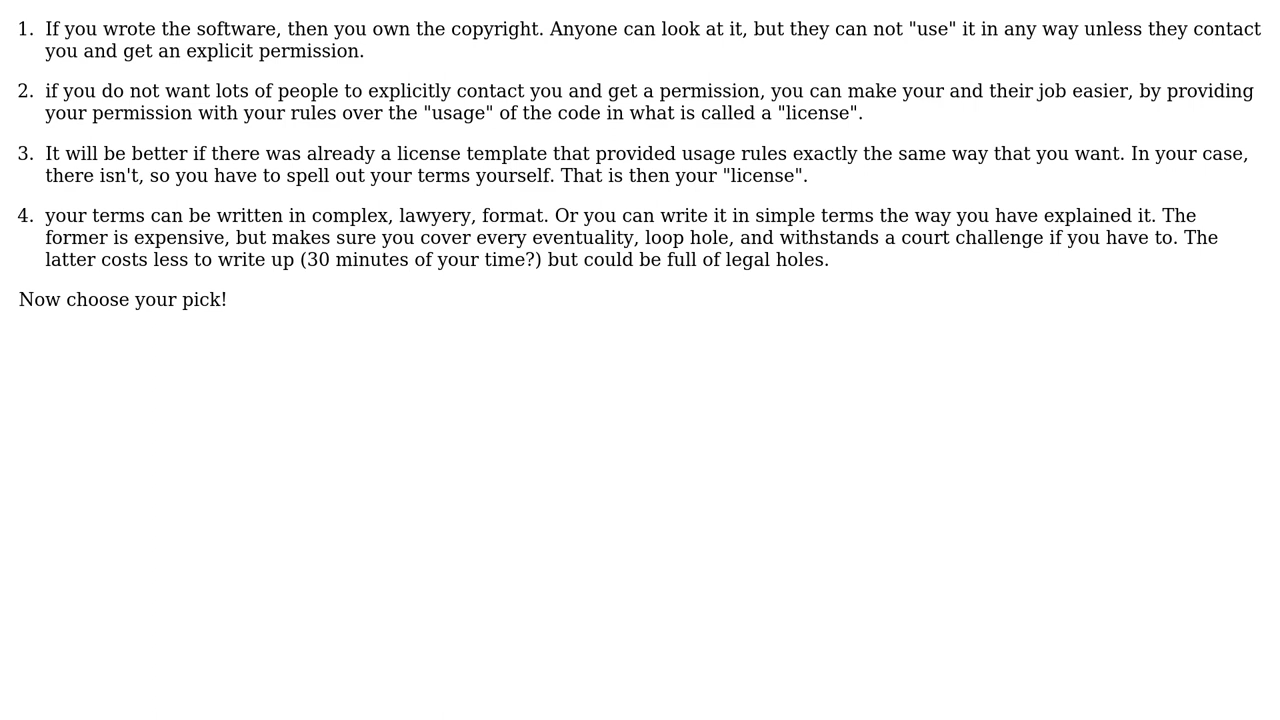 1. If you wrote the software, then you own the copyright. Anyone can look at it, but they can not "use" it in any way unless they contact
you and get an explicit permission.
2. if you do not want lots of people to explicitly contact you and get a permission, you can make your and their job easier, by providing
your permission with your rules over the "usage" of the code in what is called a "license".
3. It will be better if there was already a license template that provided usage rules exactly the same way that you want. In your case,
there isn't, so you have to spell out your terms yourself. That is then your "license".
4. your terms can be written in complex, lawyery, format. Or you can write it in simple terms the way you have explained it. The
former is expensive, but makes sure you cover every eventuality, loop hole, and withstands a court challenge if you have to. The
latter costs less to write up (30 minutes of your time?) but could be full of legal holes.
Now choose your pick!